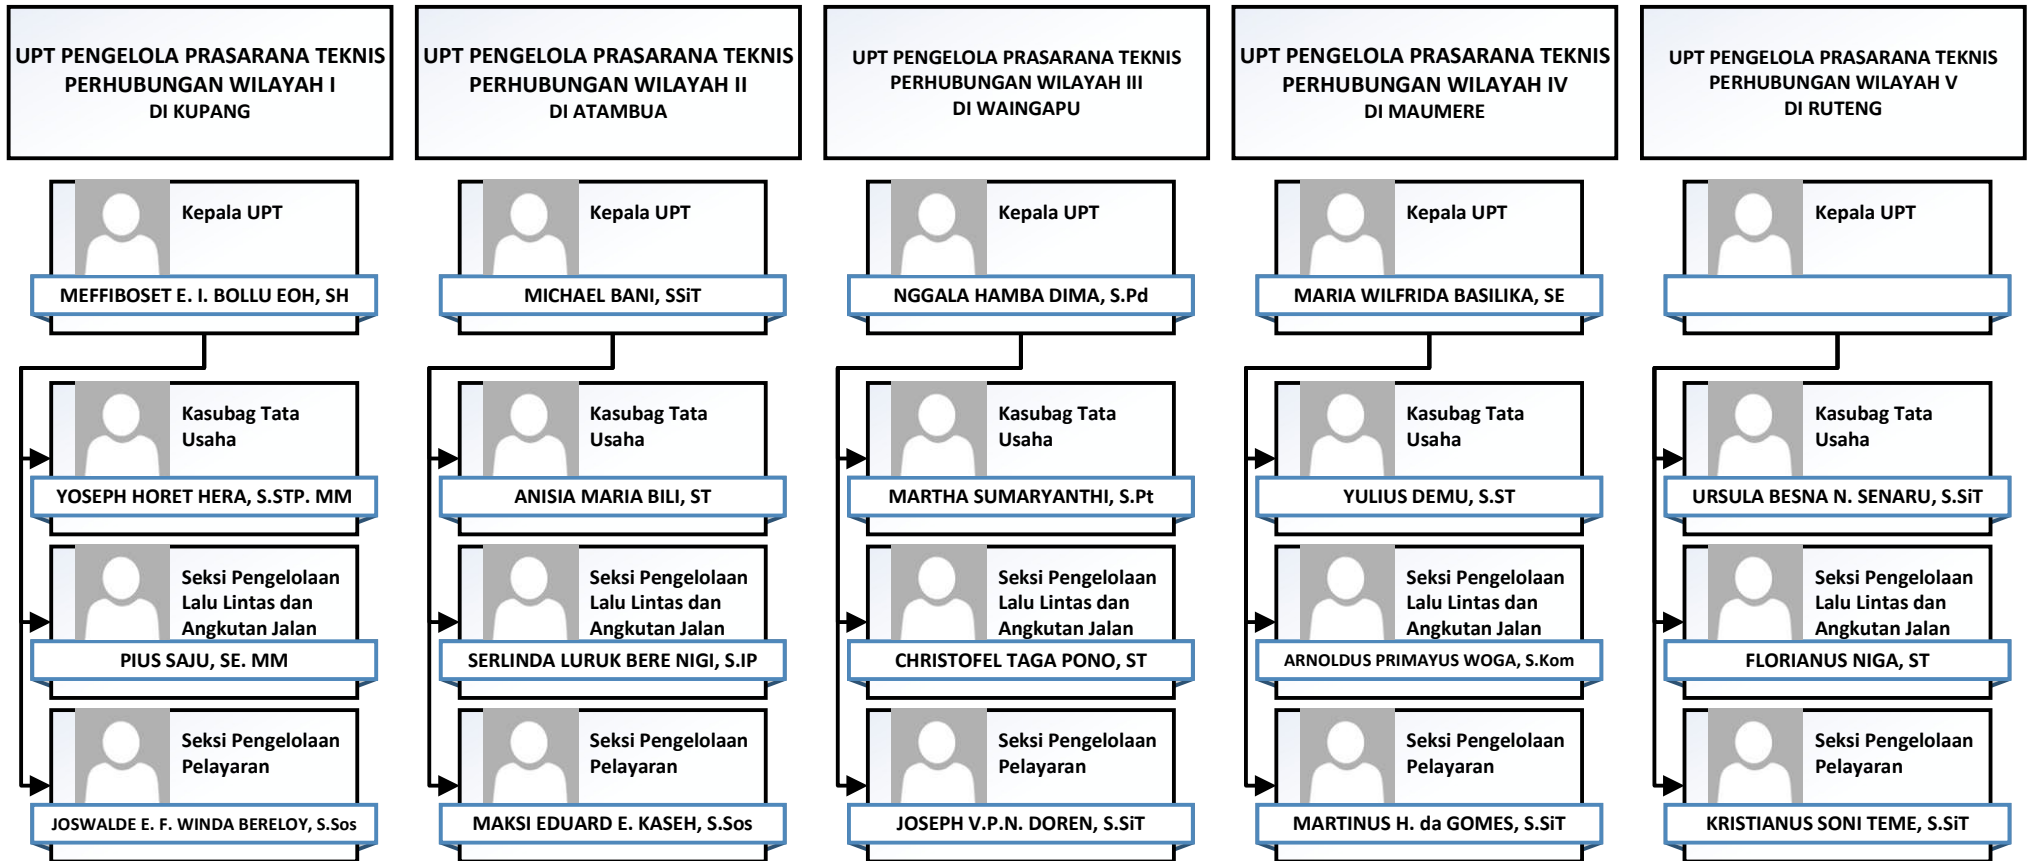 UPT PENGELOLA PRASARANA TEKNIS
PERHUBUNGAN WILAYAH I
DI KUPANG
Kepala UPT
MEFFIBOSET E. I. BOLLU EOH, SH
Kasubag Tata
Usaha
YOSEPH HORET HERA, S.STP. MM
Seksi Pengelolaan
Lalu Lintas dan
Angkutan Jalan
PIUS SAJU, SE. MM
Seksi Pengelolaan
Pelayaran
JOSWALDE E. F. WINDA BERELOY, S.Sos
UPT PENGELOLA PRASARANA TEKNIS
PERHUBUNGAN WILAYAH II
DI ATAMBUA
Kepala UPT
MICHAEL BANI, SSiT
Kasubag Tata
Usaha
ANISIA MARIA BILI, ST
Seksi Pengelolaan
Lalu Lintas dan
Angkutan Jalan
SERLINDA LURUK BERE NIGI, S.IP
Seksi Pengelolaan
Pelayaran
MAKSI EDUARD E. KASEH, S.Sos
UPT PENGELOLA PRASARANA TEKNIS
PERHUBUNGAN WILAYAH III
DI WAINGAPU
Kepala UPT
NGGALA HAMBA DIMA, S.Pd
Kasubag Tata
Usaha
MARTHA SUMARYANTHI, S.Pt
Seksi Pengelolaan
Lalu Lintas dan
Angkutan Jalan
CHRISTOFEL TAGA PONO, ST
Seksi Pengelolaan
Pelayaran
JOSEPH V.P.N. DOREN, S.SiT
UPT PENGELOLA PRASARANA TEKNIS
PERHUBUNGAN WILAYAH IV
DI MAUMERE
Kepala UPT
MARIA WILFRIDA BASILIKA, SE
Kasubag Tata
Usaha
YULIUS DEMU, S.ST
Seksi Pengelolaan
Lalu Lintas dan
Angkutan Jalan
ARNOLDUS PRIMAYUS WOGA, S.Kom
Seksi Pengelolaan
Pelayaran
MARTINUS H. da GOMES, S.SiT
UPT PENGELOLA PRASARANA TEKNIS
PERHUBUNGAN WILAYAH V
DI RUTENG
Kepala UPT
Kasubag Tata
Usaha
URSULA BESNA N. SENARU, S.SiT
Seksi Pengelolaan
Lalu Lintas dan
Angkutan Jalan
FLORIANUS NIGA, ST
Seksi Pengelolaan
Pelayaran
KRISTIANUS SONI TEME, S.SiT